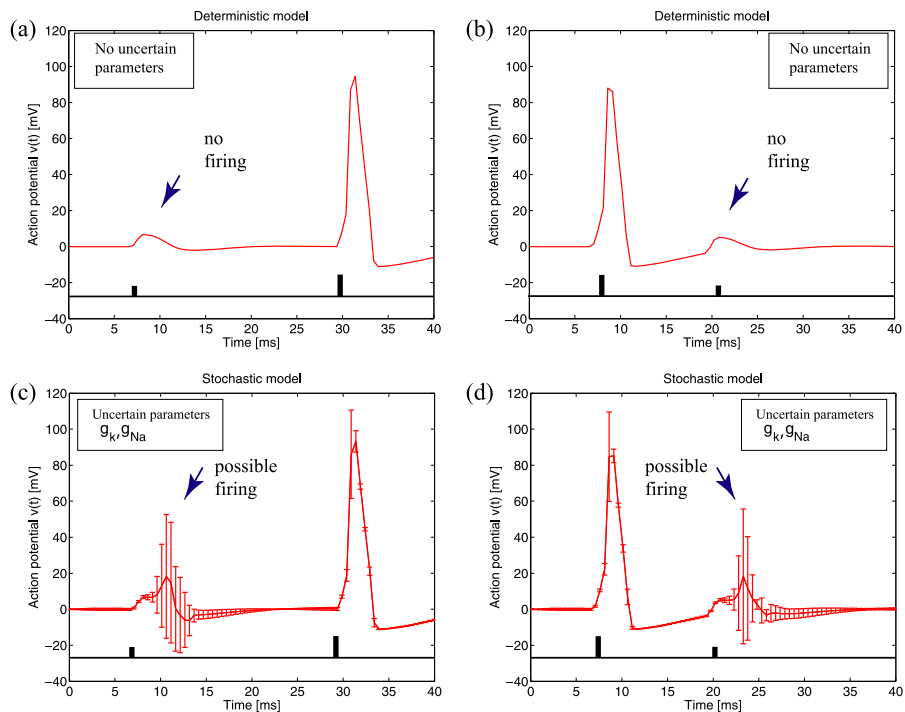 (a)
Deterministic model
No uncertain
parameters
no
firing
Action potential v(t) [mV]
120
100
80
60
40
20
0
−20
−40
0 5 10 15 20 25 30 35 40
Time [ms]
(b)
Deterministic model
No uncertain
parameters
no
firing
Action potential v(t) [mV]
120
100
80
60
40
20
0
−20
−40
0 5 10 15 20 25 30 35 40
Time [ms]
(c)
Stochastic model
Uncertain parameters
gk,gNa
possible
firing
Action potential v(t) [mV]
120
100
80
60
40
20
0
−20
−40
0 5 10 15 20 25 30 35 40
Time [ms]
(d)
Stochastic model
Uncertain parameters
gk,gNa
possible
firing
Action potential v(t) [mV]
120
100
80
60
40
20
0
−20
−40
0 5 10 15 20 25 30 35 40
Time [ms]